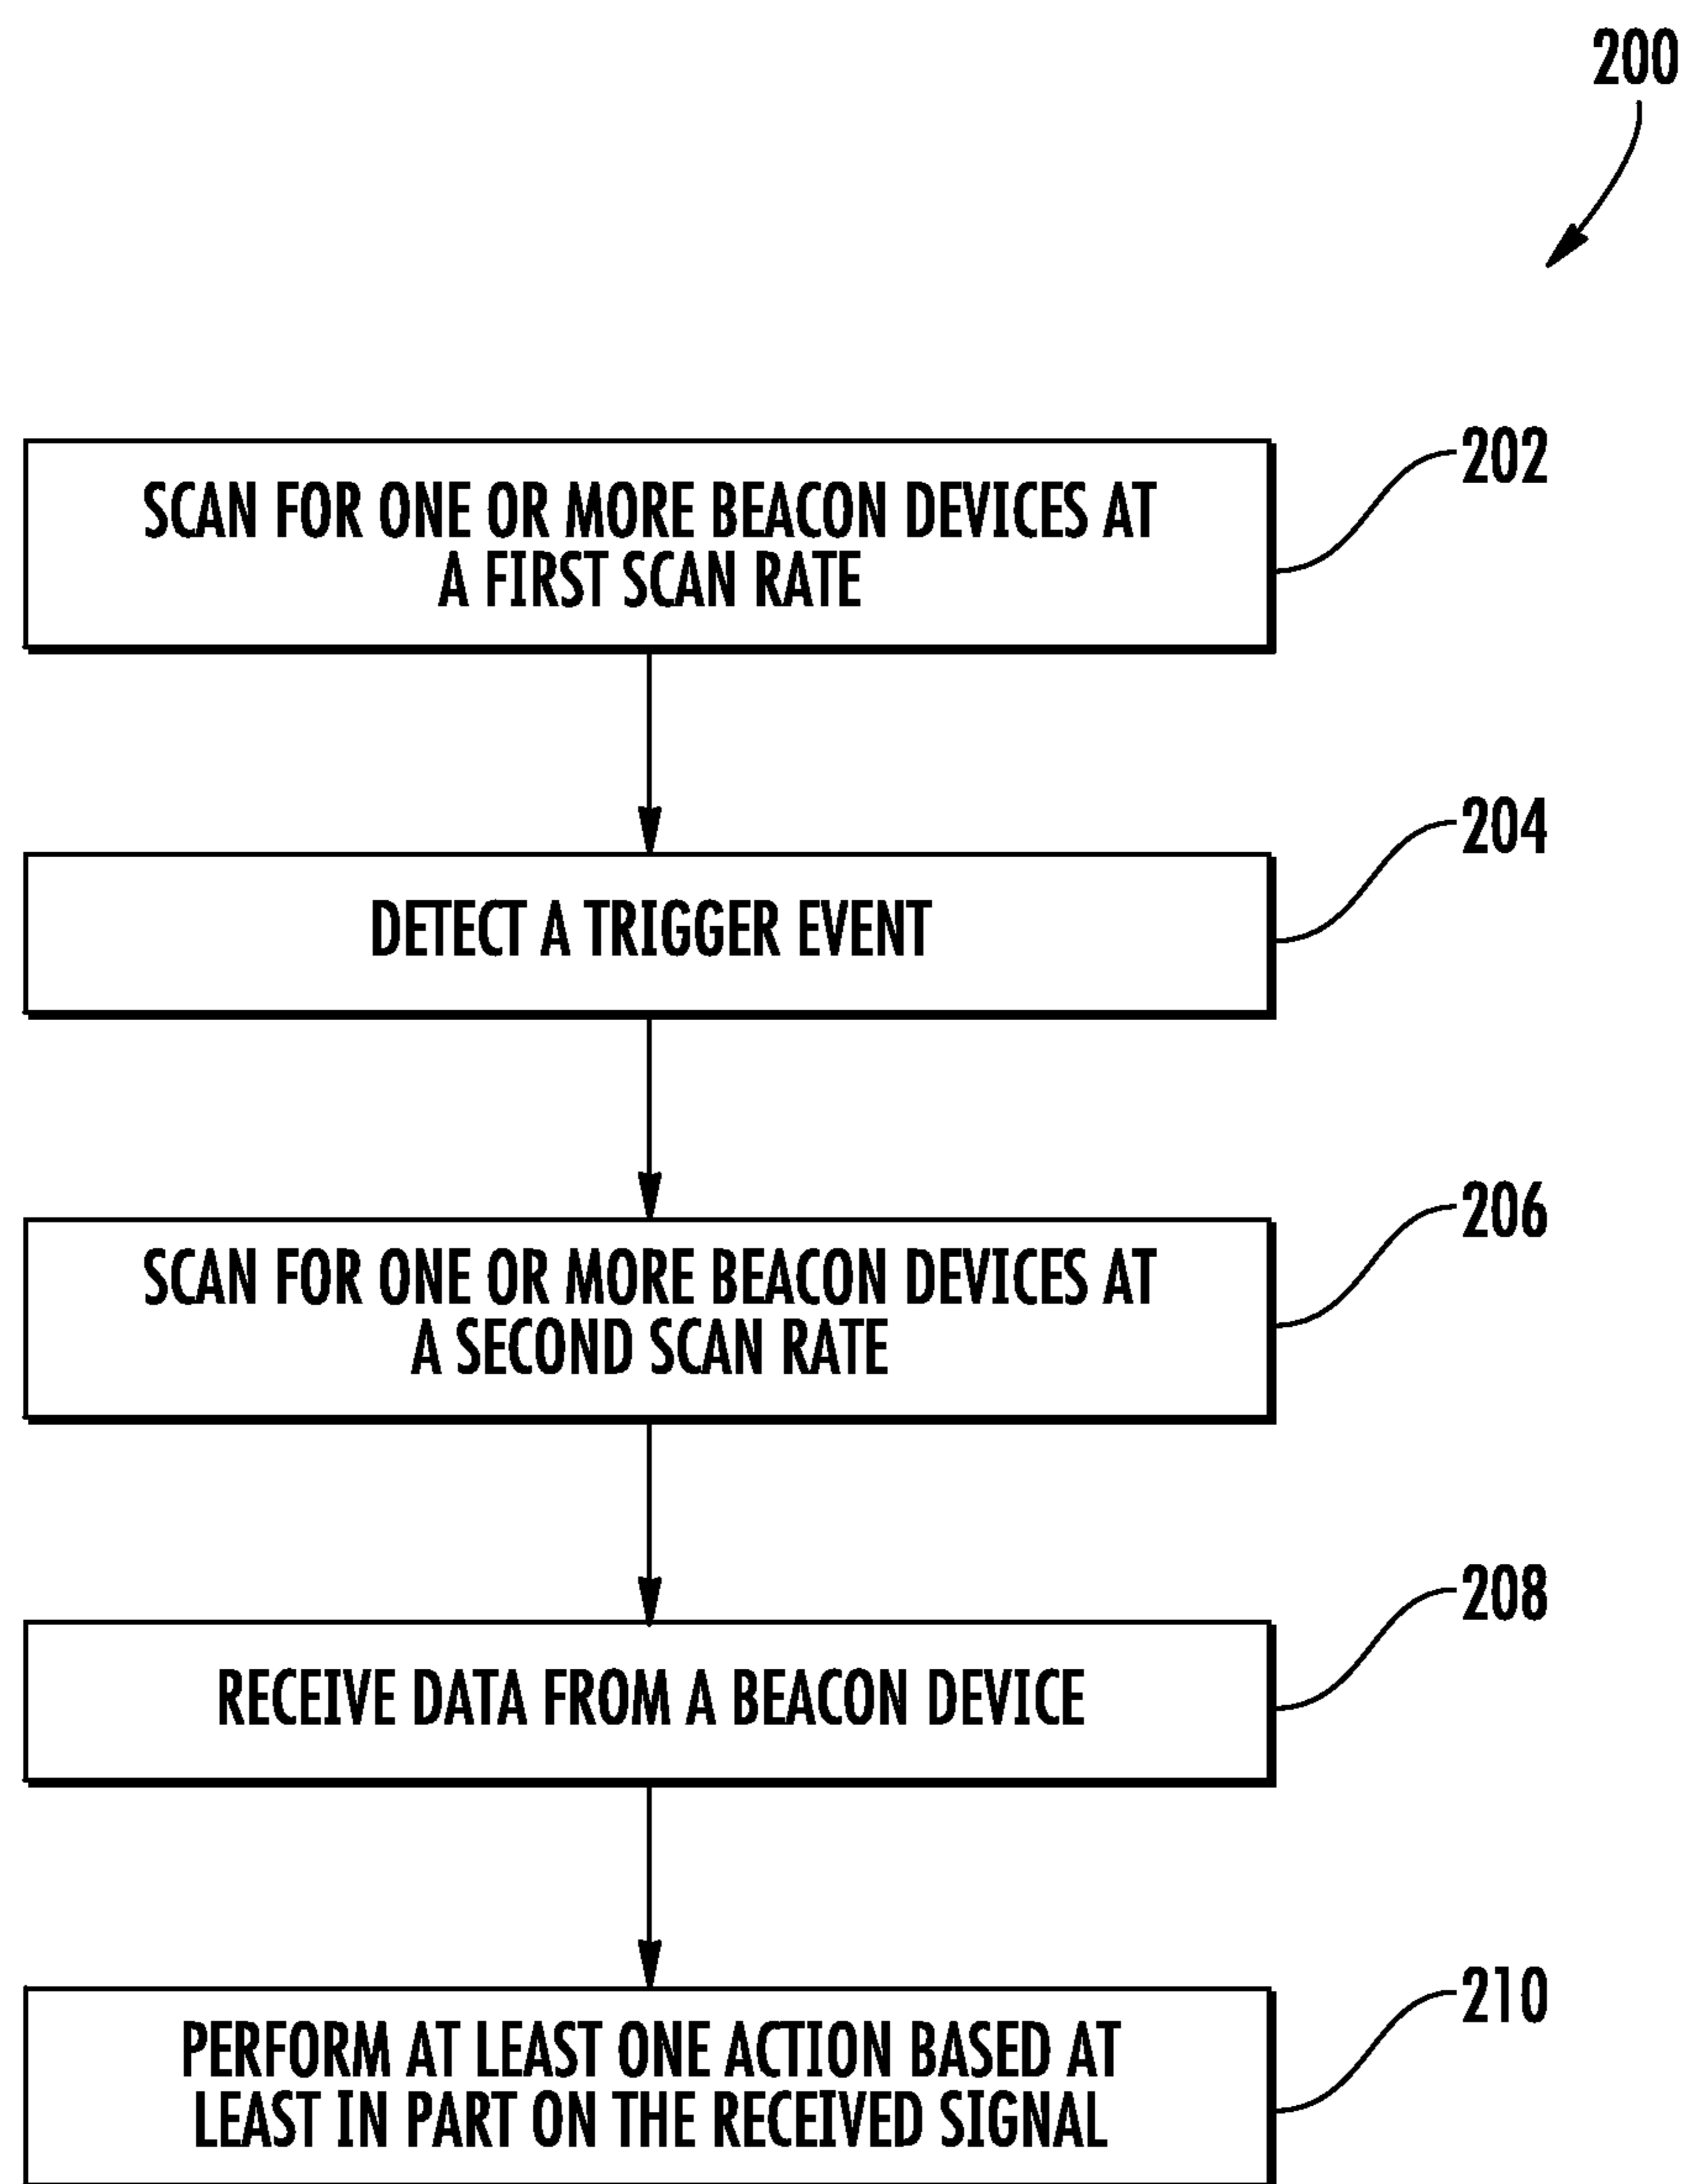 200
SCAN FOR ONE OR MORE BEACON DEVICES AT
A FIRST SCAN RATE
202
DETECT A TRIGGER EVENT
204
SCAN FOR ONE OR MORE BEACON DEVICES AT
A SECOND SCAN RATE
206
RECEIVE DATA FROM A BEACON DEVICE
208
PERFORM AT LEAST ONE ACTION BASED AT
LEAST IN PART ON THE RECEIVED SIGNAL
210